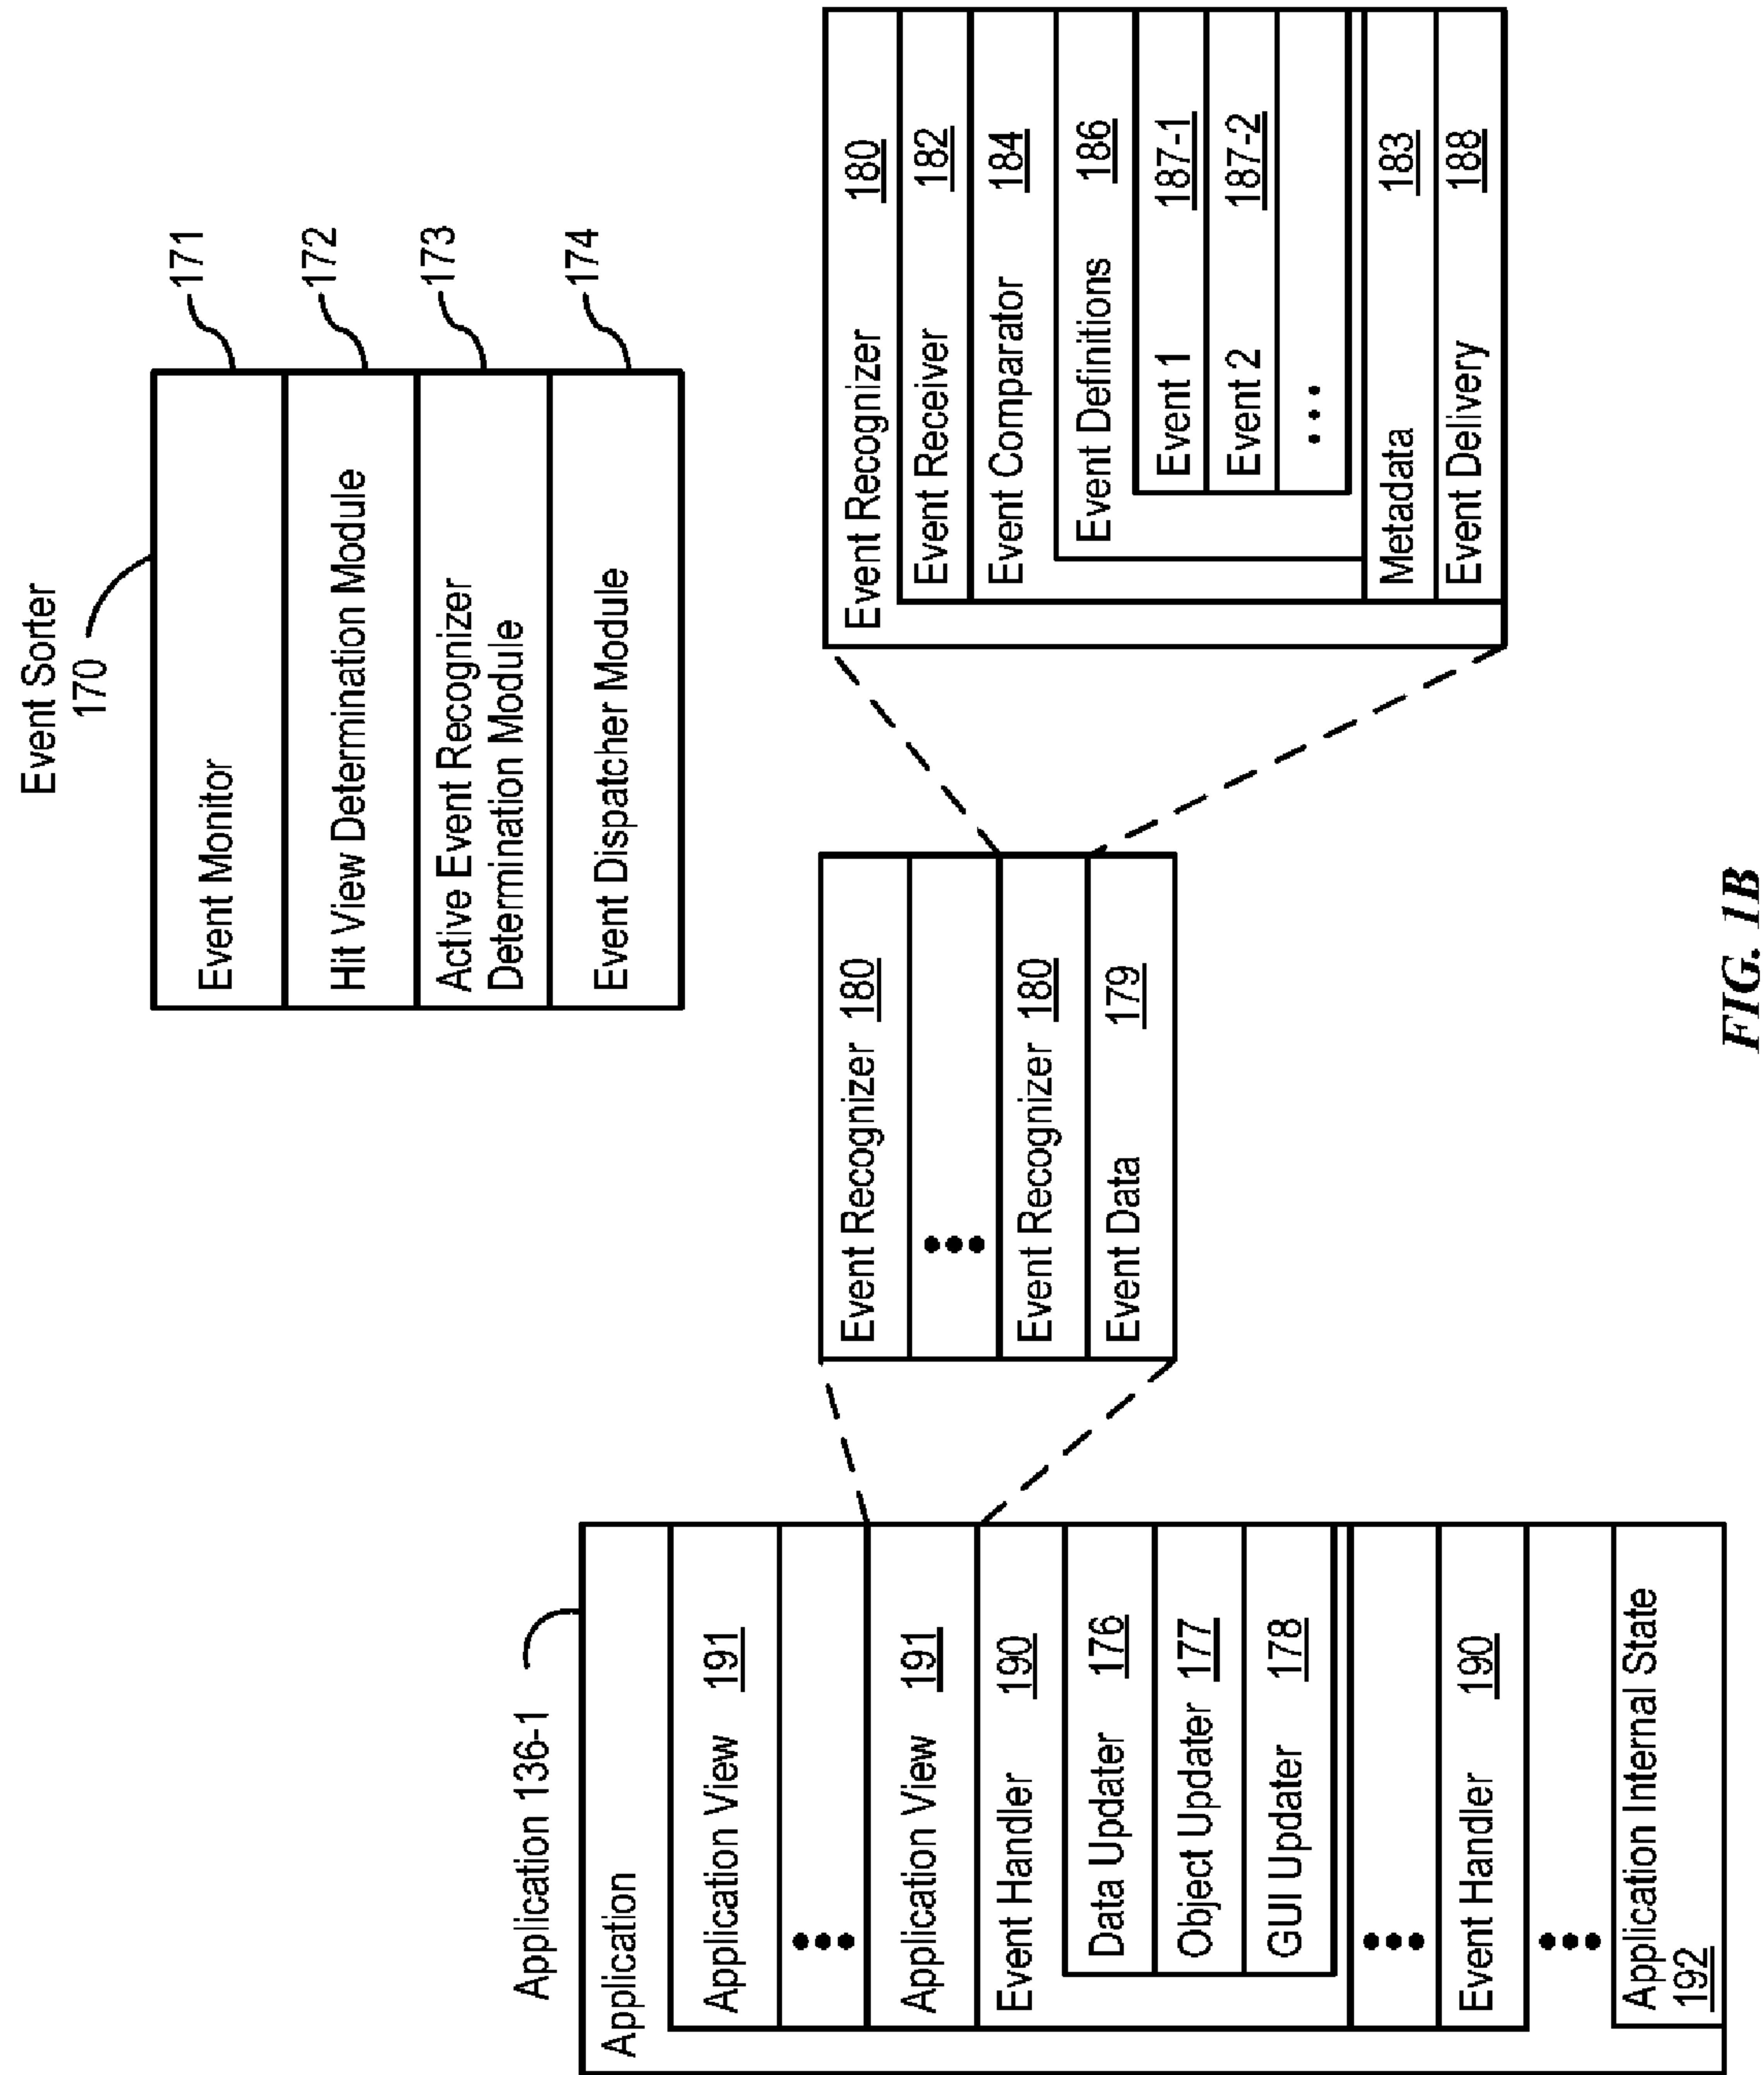 Event Sorter
170
Event Monitor
171
Hit View Determination Module
172
Active Event Recognizer
Determination Module
173
Event Dispatcher Module
174
Application 136-1
Application
Application View 191
•••
Application View 191
Event Handler 190
Data Updater 176
Object Updater 177
GUI Updater 178
•••
Event Handler 190
•••
Application Internal State
192
Event Recognizer 180
•••
Event Recognizer 180
Event Data 179
Event Recognizer 180
Event Receiver 182
Event Comparator 184
Event Definitions 186
Event 1 187-1
Event 2 187-2
•••
Metadata 183
Event Delivery 188
FIG. 1B